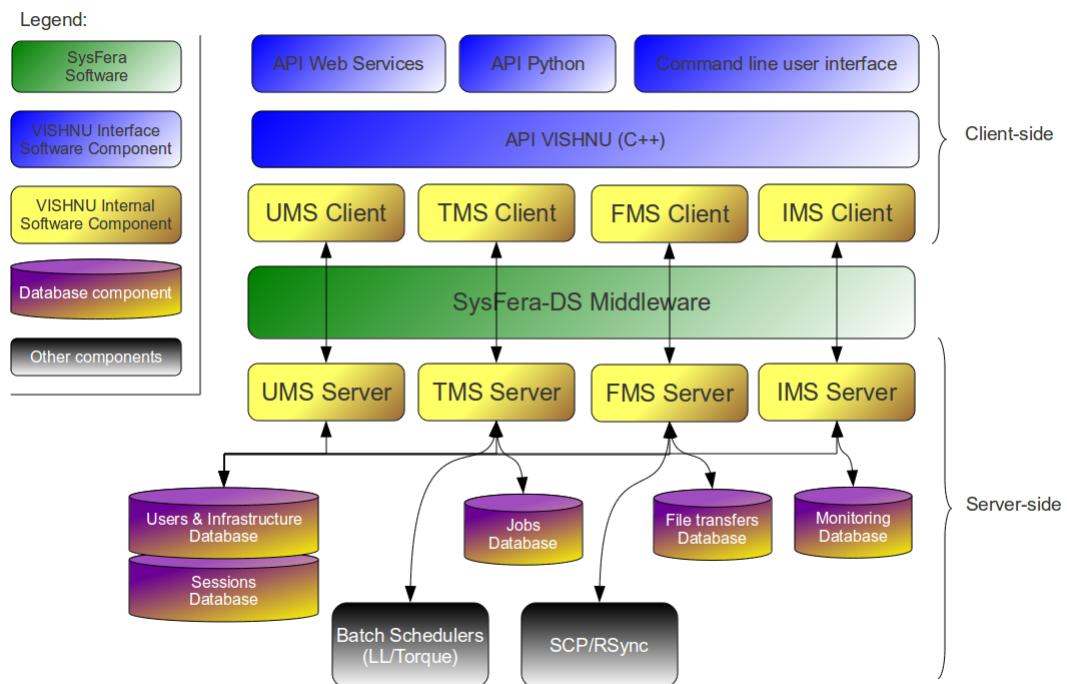 Legend:
SysFera
Software
VISHNU Interface
Software Component
VISHNU Internal
Software Component
Database component
Other components
API Web Services
API Python
Command line user interface
API VISHNU (C++)
UMS Client
TMS Client
FMS Client
IMS Client
Client-side
SysFera-DS Middleware
UMS Server
TMS Server
FMS Server
IMS Server
Users & Infrastructure
Database
Sessions
Database
Jobs
Database
File transfers
Database
Monitoring
Database
Batch Schedulers
(LL/Torque)
SCP/RSync
Server-side